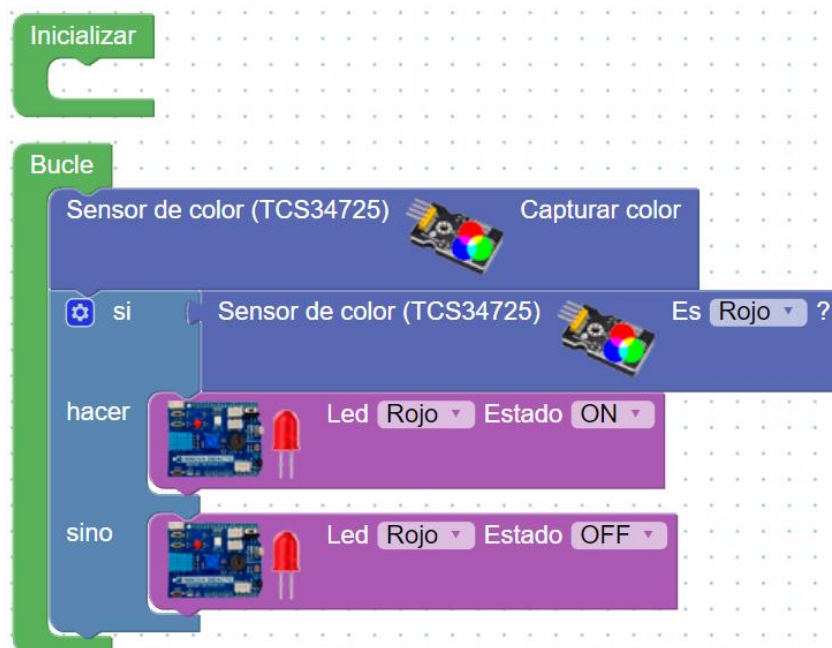 Inicializar
Bucle
Sensor de color (TCS34725) Capturar color
si Sensor de color (TCS34725) Es Rojo ?
hacer Led Rojo Estado ON
sino Led Rojo Estado OFF